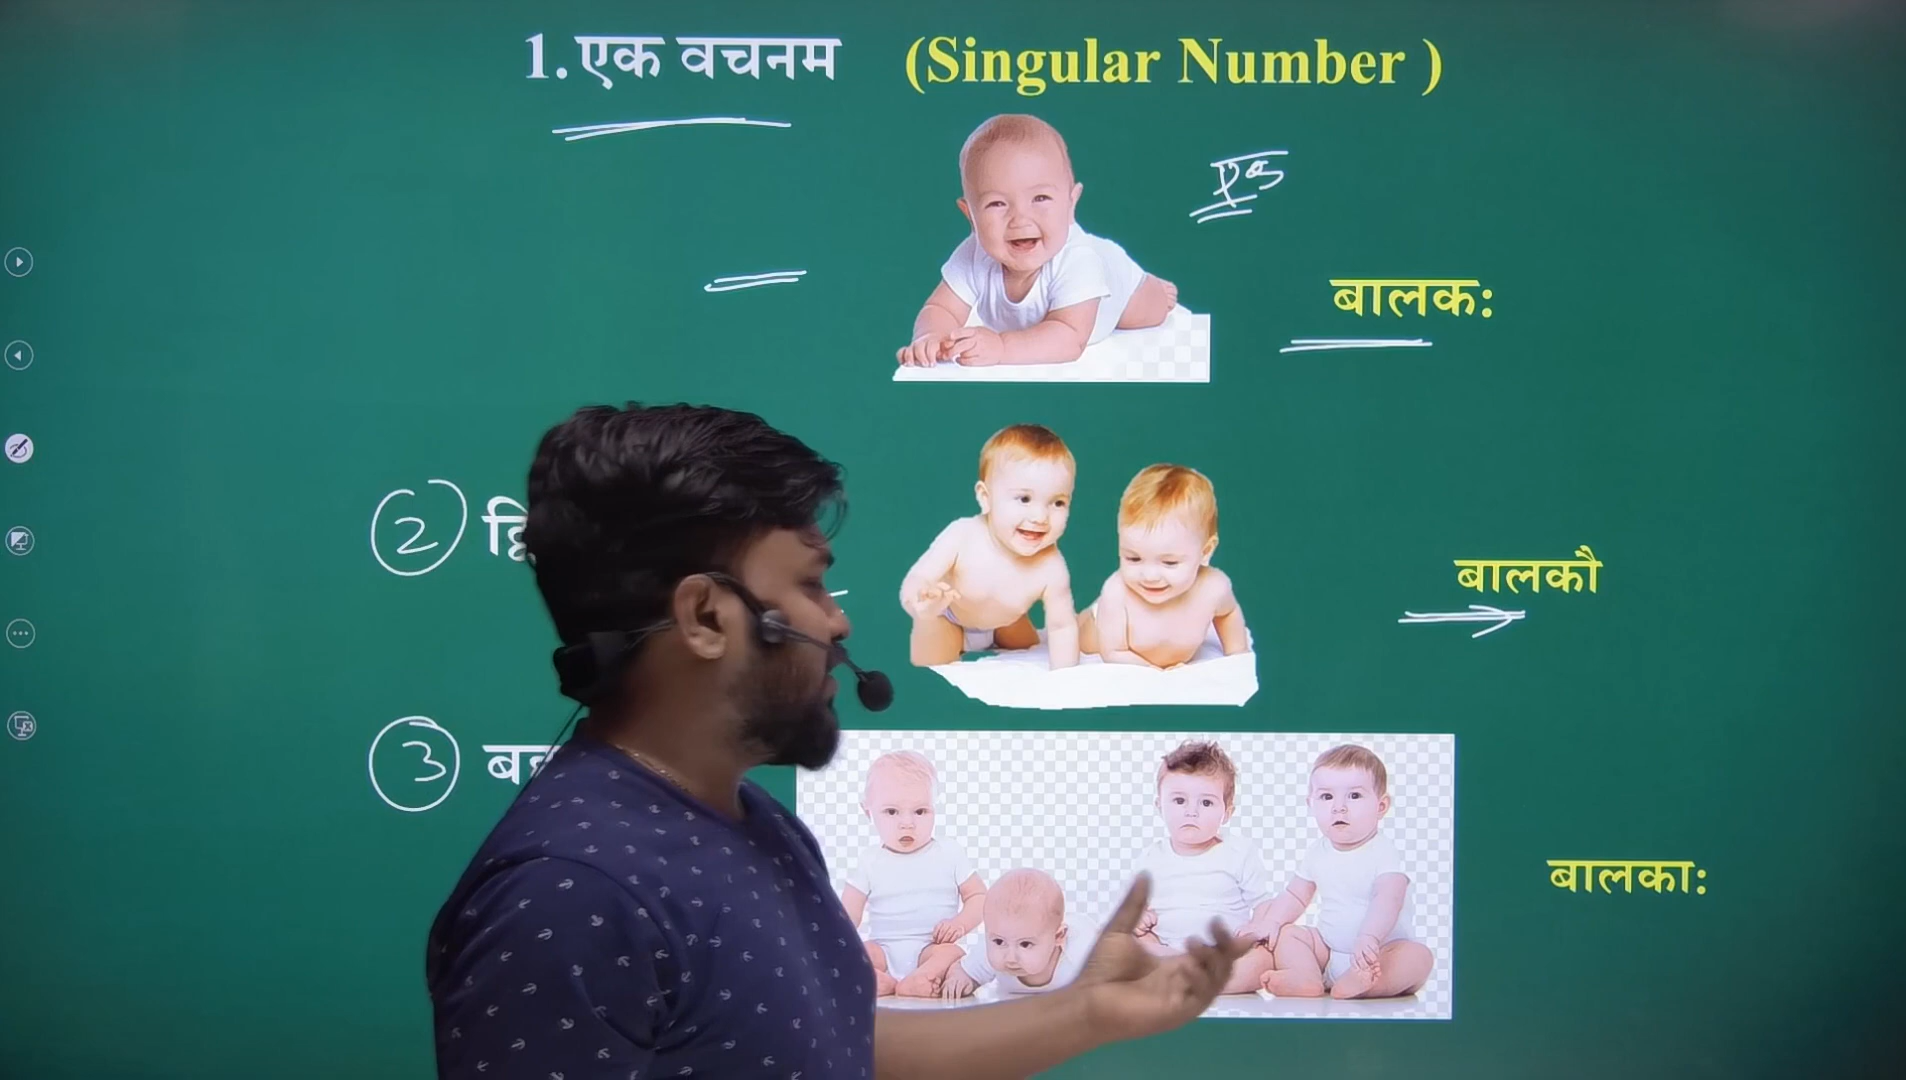 1. एक वचनम (Singular Number )
एक
बालक:
2 द्वि
बालकौ
3
बालका: